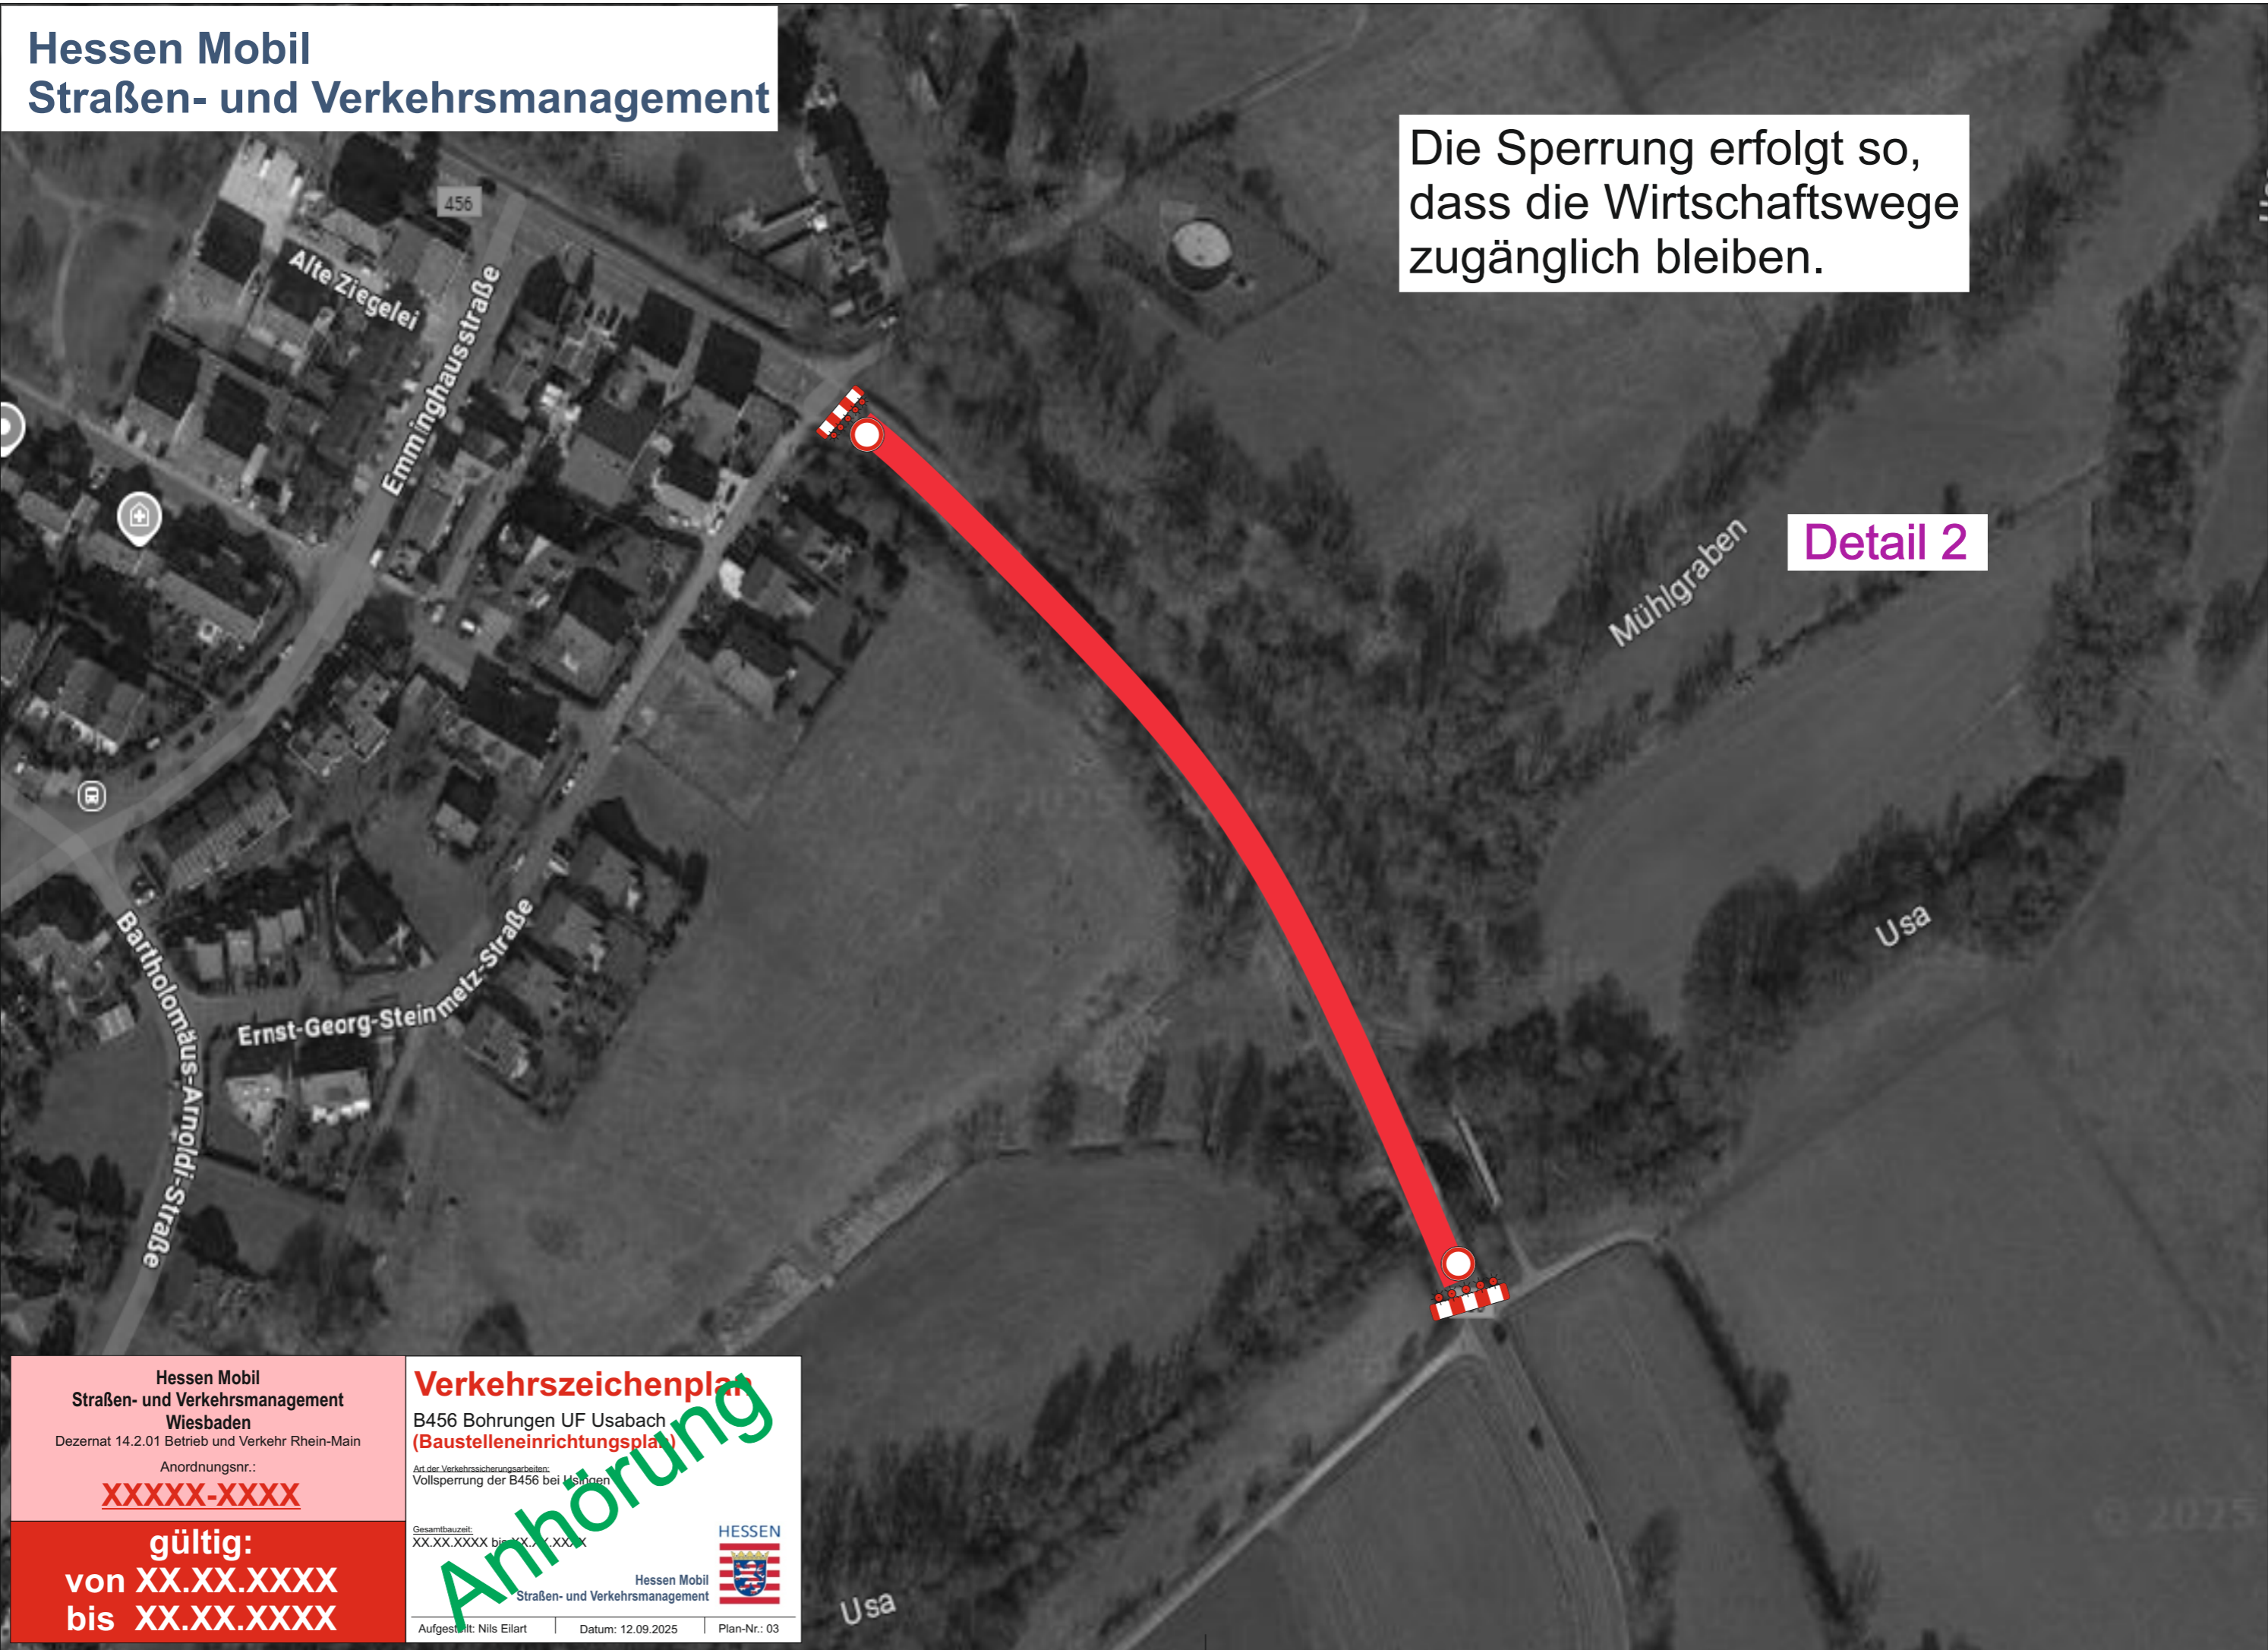 Hessen Mobil
Straßen- und Verkehrsmanagement
Die Sperrung erfolgt so,
dass die Wirtschaftswege
zugänglich bleiben.
456
Alte Ziegelei
Emminghausstraße
Detail 2
Mühlgraben
Usa
Bartholomäus-Arnoldi-Straße
Ernst-Georg-Steinmetz-Straße
Usa
Hessen Mobil
Straßen- und Verkehrsmanagement
Wiesbaden
Dezernat 14.2.01 Betrieb und Verkehr Rhein-Main
Anordnungsnr.:
XXXXX-XXXX
gültig:
von XX.XX.XXXX
bis XX.XX.XXXX
Verkehrszeichenplan
B456 Bohrungen UF Usabach
(Baustelleneinrichtungsplan)
Art der Verkehrssicherungsarbeiten:
Vollsperrung der B456 bei Usingen
Gesamtbauzeit:
XX.XX.XXXX bis XX.XX.XXXX
Anhörung
HESSEN
Hessen Mobil
Straßen- und Verkehrsmanagement
Aufgestellt: Nils Eilart
Datum: 12.09.2025
Plan-Nr.: 03